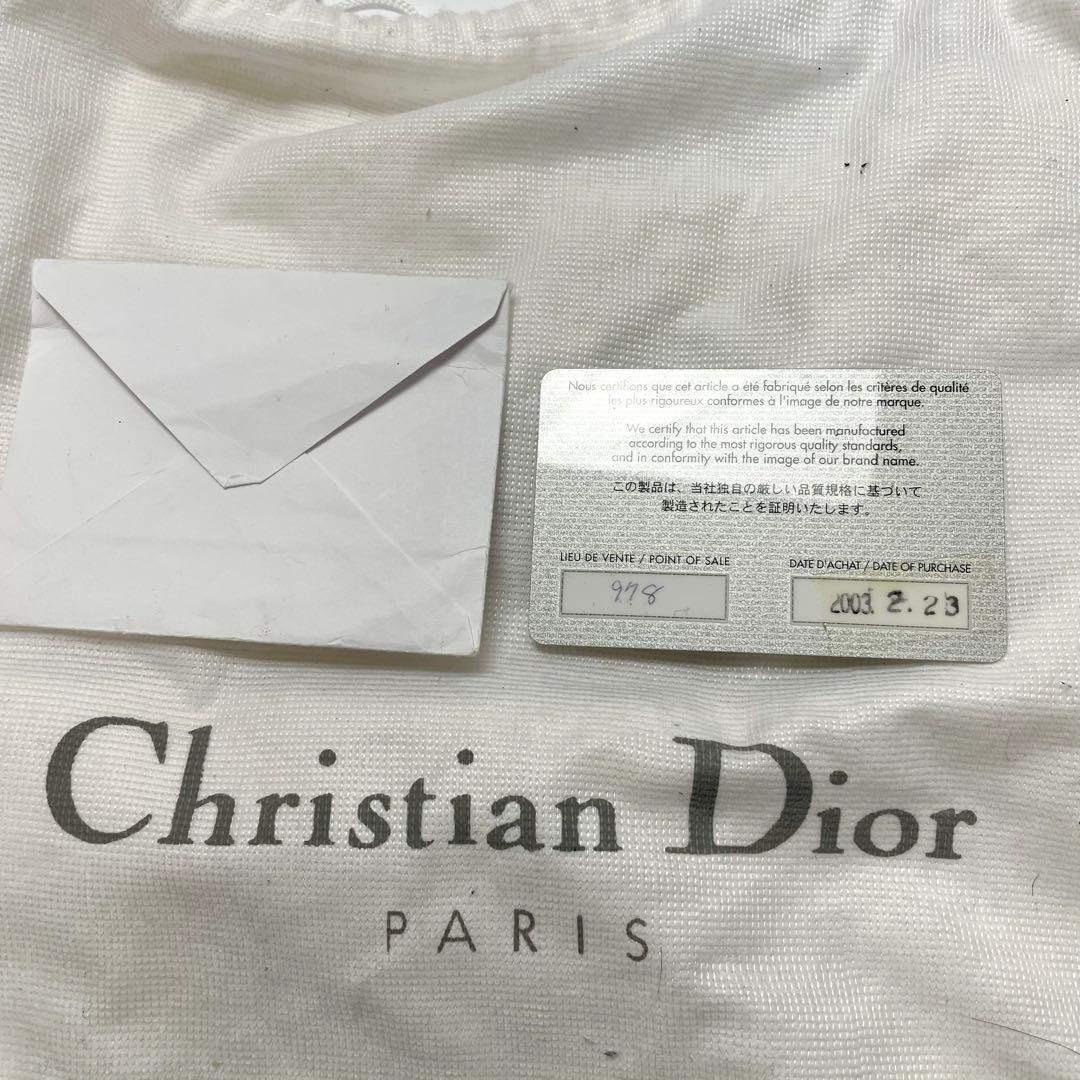 Nous certifions que cet article a été fabriqué selon les critères de qualité
les plus rigoureux conformes à l'image de notre marque.
We certify that this article has been manufactured
according to the most rigorous quality standards,
and in conformity with the image of our brand name.
この製品は、当社独自の厳しい品質規格に基づいて
製造されたことを証明いたします。
LIEU DE VENTE / POINT OF SALE
DATE D'ACHAT / DATE OF PURCHASE
978
2003. 2. 23
Christian Dior
PARIS